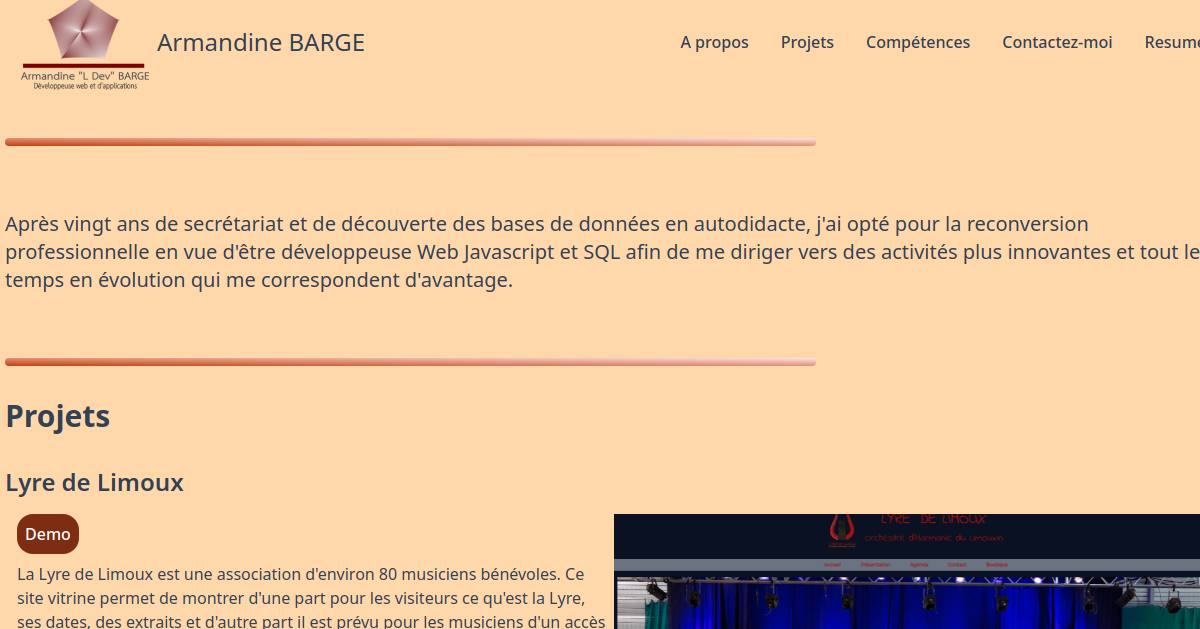 Armandine "L Dev" BARGE
Développeuse web et d'applications
Armandine BARGE
A propos Projets Compétences Contactez-moi Resume
Après vingt ans de secrétariat et de découverte des bases de données en autodidacte, j'ai opté pour la reconversion
professionnelle en vue d'être développeuse Web Javascript et SQL afin de me diriger vers des activités plus innovantes et tout le
temps en évolution qui me correspondent d'avantage.
Projets
Lyre de Limoux
Demo
La Lyre de Limoux est une association d'environ 80 musiciens bénévoles. Ce
site vitrine permet de montrer d'une part pour les visiteurs ce qu'est la Lyre,
ses dates, des extraits et d'autre part il est prévu pour les musiciens d'un accès
LYRE DE LIMOUX
orchestre d'Harmonie du Limouxin
Accueil Présentation Agenda Contact Boutique